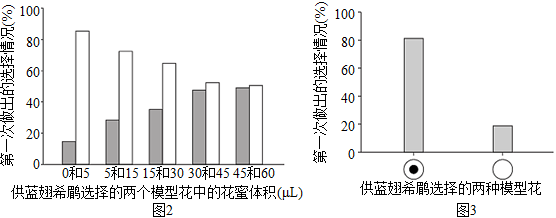 第一次做出的选择情况(%)
100
80
60
40
20
0
0和5 5和15 15和30 30和45 45和60
供蓝翅希鹛选择的两个模型花中的花蜜体积(μL)
图2
第一次做出的选择情况(%)
100
80
60
40
20
0
供蓝翅希鹛选择的两种模型花
图3